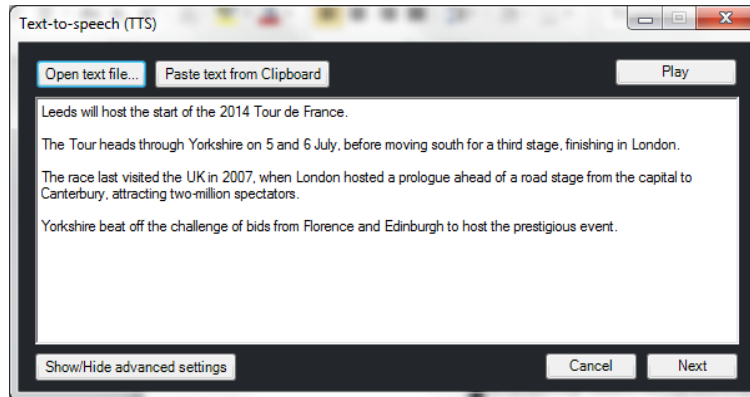 Text-to-speech (TTS)
Open text file...
Paste text from Clipboard
Play
Leeds will host the start of the 2014 Tour de France.
The Tour heads through Yorkshire on 5 and 6 July, before moving south for a third stage, finishing in London.
The race last visited the UK in 2007, when London hosted a prologue ahead of a road stage from the capital to
Canterbury, attracting two-million spectators.
Yorkshire beat off the challenge of bids from Florence and Edinburgh to host the prestigious event.
Show/Hide advanced settings
Cancel
Next